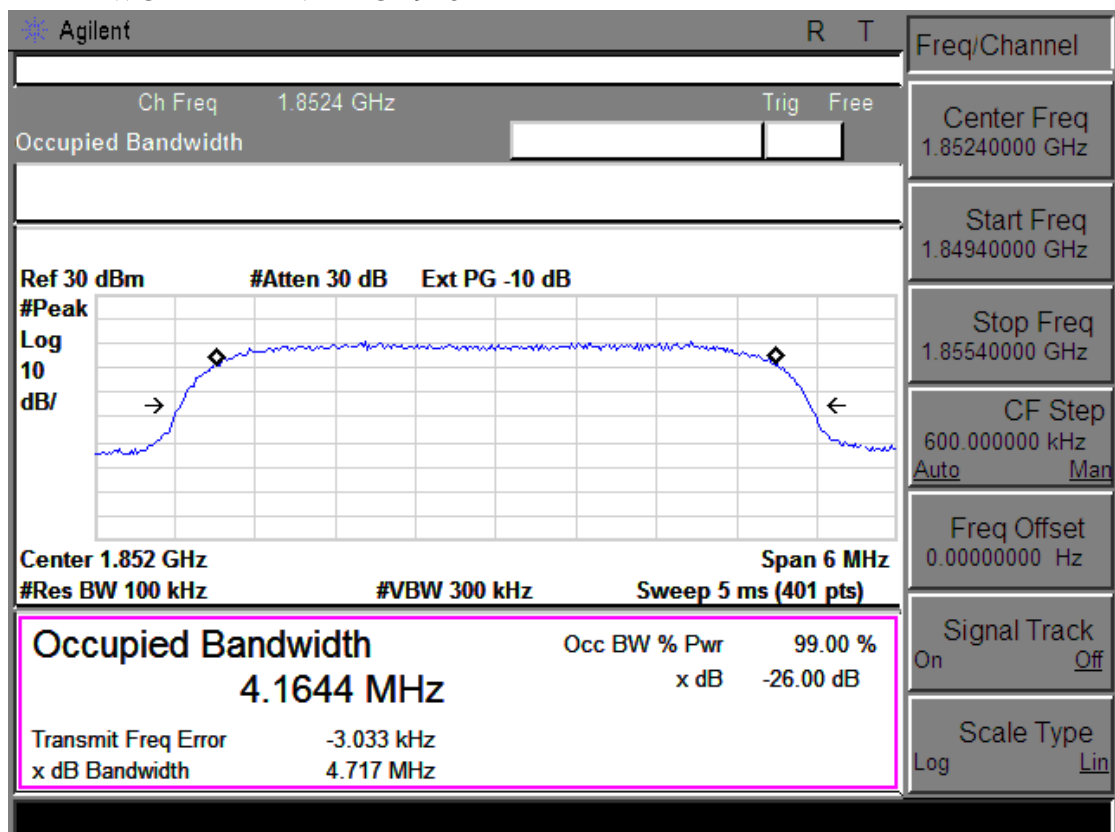 Agilent R T
Freq/Channel
Ch Freq 1.8524 GHz Trig Free
Occupied Bandwidth
Center Freq
1.85240000 GHz
Start Freq
1.84940000 GHz
Ref 30 dBm #Atten 30 dB Ext PG -10 dB
#Peak
Log
10
dB/
Stop Freq
1.85540000 GHz
CF Step
600.000000 kHz
Auto Man
Center 1.852 GHz Span 6 MHz
#Res BW 100 kHz #VBW 300 kHz Sweep 5 ms (401 pts)
Freq Offset
0.00000000 Hz
Occupied Bandwidth Occ BW % Pwr 99.00 %
4.1644 MHz x dB -26.00 dB
Transmit Freq Error -3.033 kHz
x dB Bandwidth 4.717 MHz
Signal Track
On Off
Scale Type
Log Lin